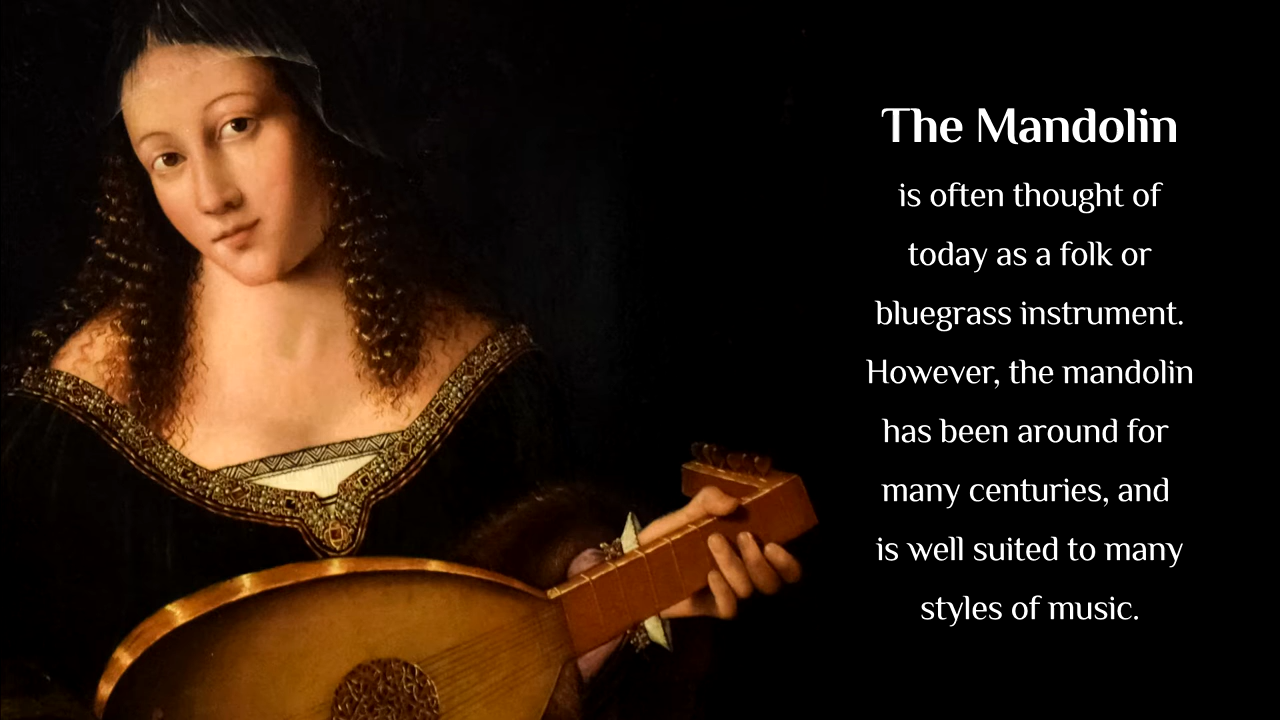 The Mandolin
is often thought of
today as a folk or
bluegrass instrument.
However, the mandolin
has been around for
many centuries, and
is well suited to many
styles of music.